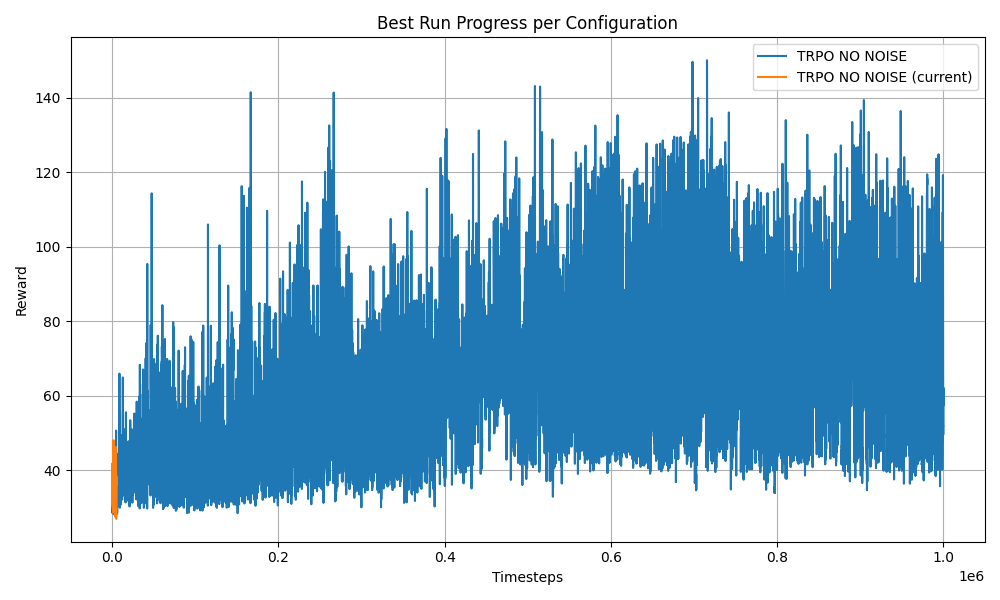 Best Run Progress per Configuration
TRPO NO NOISE
TRPO NO NOISE (current)
Reward
140
120
100
80
60
40
0.0 0.2 0.4 0.6 0.8 1.0
1e6
Timesteps